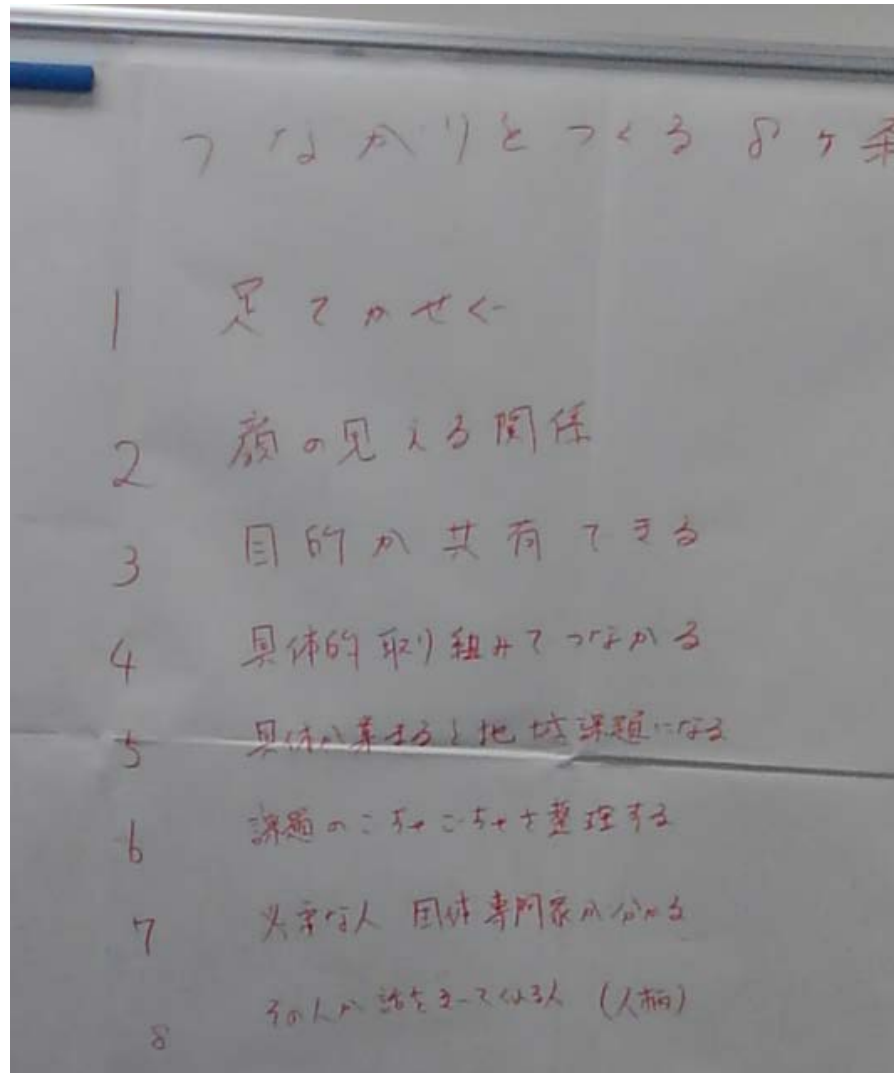 つながりをつくる8ヶ条
1 足でかせぐ
2 顔の見える関係
3 目的が共有できる
4 具体的取り組みでつながる
5 具体が集まると地域課題になる
6 課題のごちゃごちゃを整理する
7 必要な人 団体専門家が分かる
8 その人が話をきいてくれる人 (人柄)